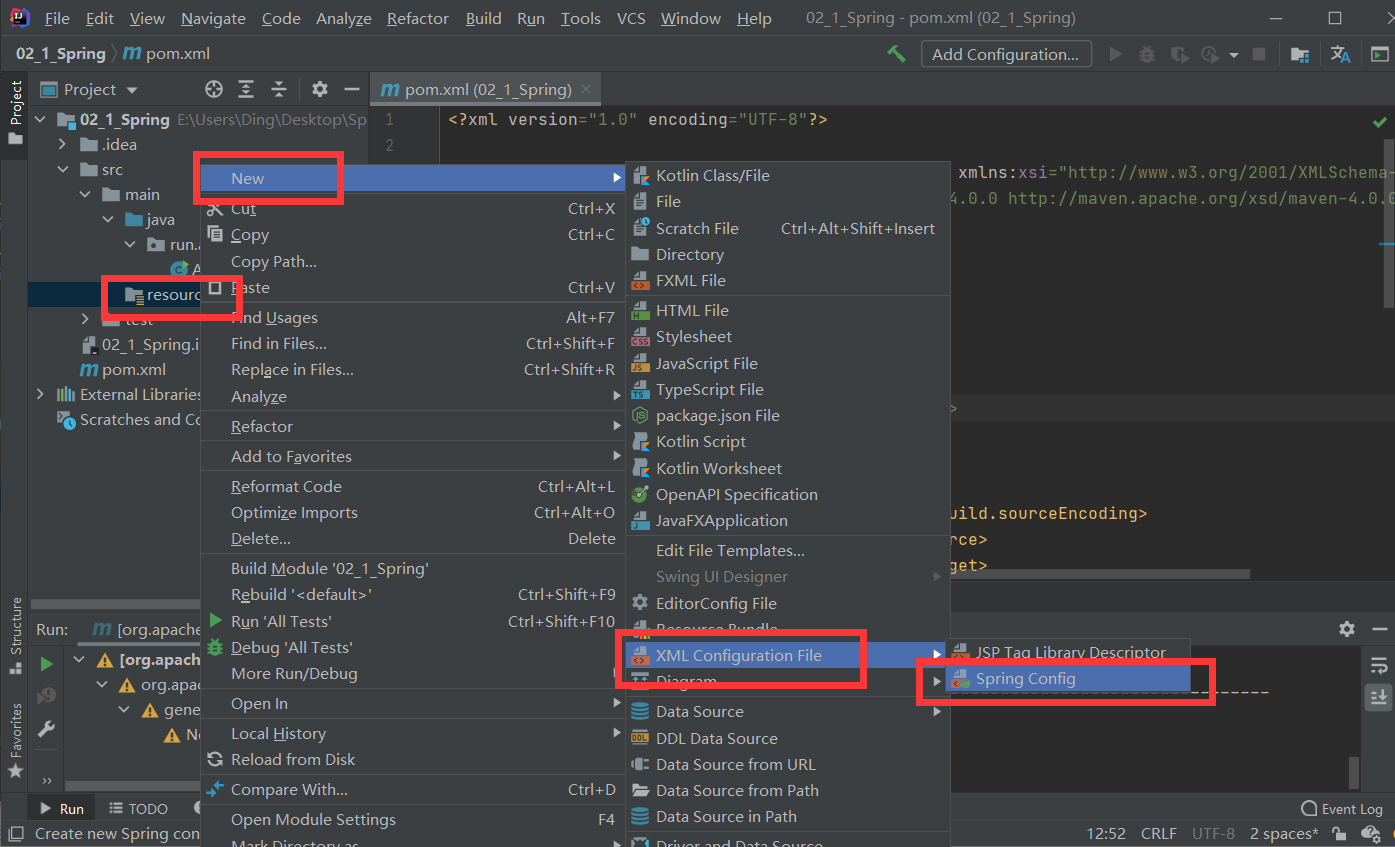 File Edit View Navigate Code Analyze Refactor Build Run Tools VCS Window Help 02_1_Spring - pom.xml (02_1_Spring)
02_1_Spring pom.xml Add Configuration...
Project
Project
pom.xml (02_1_Spring)
02_1_Spring E:\Users\Ding\Desktop\Sp
.idea
src
main
java
run.
resourc
test
02_1_Spring.i
pom.xml
External Libraries
Scratches and Co
1 <?xml version="1.0" encoding="UTF-8"?>
2
xmlns:xsi="http://www.w3.org/2001/XMLSchema-
4.0.0 http://maven.apache.org/xsd/maven-4.0.0
>
uild.sourceEncoding>
rce>
get>
New
Cut Ctrl+X
Copy Ctrl+C
Copy Path...
Paste Ctrl+V
Find Usages Alt+F7
Find in Files... Ctrl+Shift+F
Replace in Files... Ctrl+Shift+R
Analyze
Refactor
Add to Favorites
Reformat Code Ctrl+Alt+L
Optimize Imports Ctrl+Alt+O
Delete... Delete
Build Module '02_1_Spring'
Rebuild '<default>' Ctrl+Shift+F9
Run 'All Tests' Ctrl+Shift+F10
Debug 'All Tests'
More Run/Debug
Open In
Local History
Reload from Disk
Compare With... Ctrl+D
Open Module Settings F4
Mark Directory as
Kotlin Class/File
File
Scratch File Ctrl+Alt+Shift+Insert
Directory
FXML File
HTML File
Stylesheet
JavaScript File
TypeScript File
package.json File
Kotlin Script
Kotlin Worksheet
OpenAPI Specification
JavaFXApplication
Edit File Templates...
Swing UI Designer
EditorConfig File
Resource Bundle
XML Configuration File
Diagram
Data Source
DDL Data Source
Data Source from URL
Data Source from Path
Data Source in Path
Driver and Data Source
JSP Tag Library Descriptor
Spring Config
Structure
Favorites
Run: [org.apache
[org.apach
org.apa
gene
Run TODO Event Log
Create new Spring con 12:52 CRLF UTF-8 2 spaces*